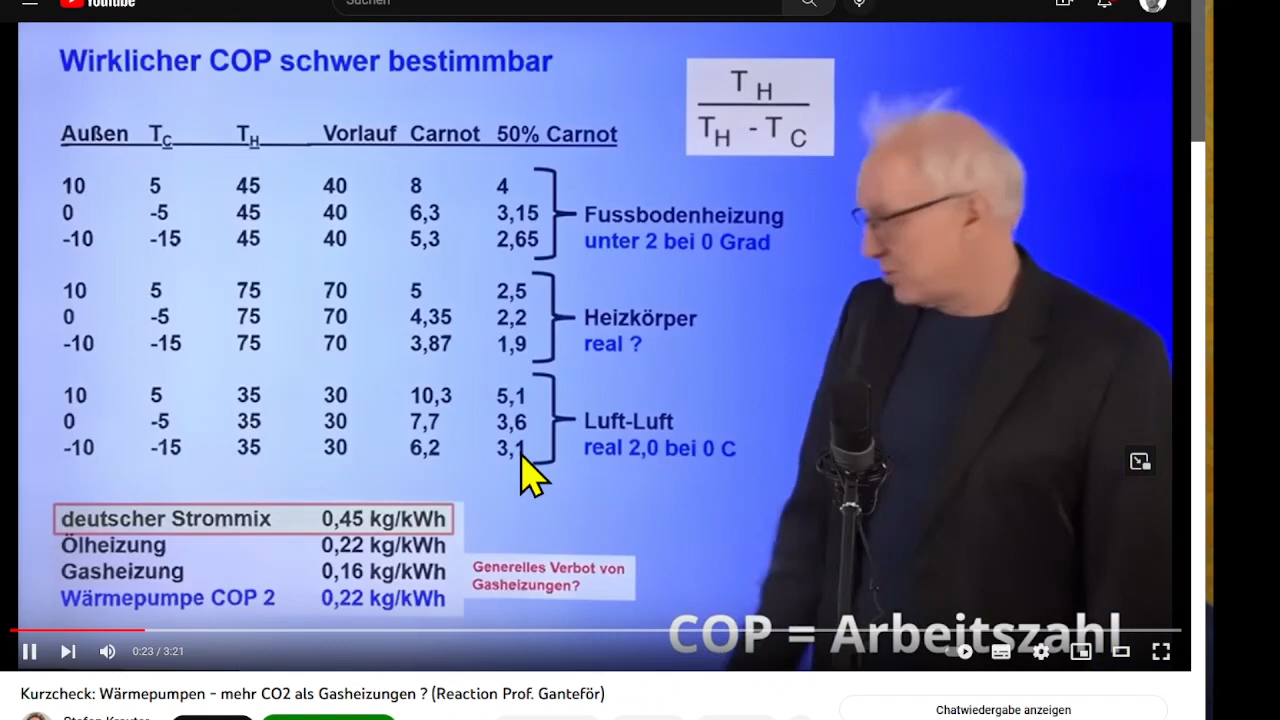 YouTube
Suchen
Wirklicher COP schwer bestimmbar
T H
T H - T C
Außen T C T H Vorlauf Carnot 50% Carnot
10 5 45 40 8 4
0 -5 45 40 6,3 3,15
-10 -15 45 40 5,3 2,65
Fussbodenheizung
unter 2 bei 0 Grad
10 5 75 70 5 2,5
0 -5 75 70 4,35 2,2
-10 -15 75 70 3,87 1,9
Heizkörper
real ?
10 5 35 30 10,3 5,1
0 -5 35 30 7,7 3,6
-10 -15 35 30 6,2 3,1
Luft-Luft
real 2,0 bei 0 C
deutscher Strommix 0,45 kg/kWh
Ölheizung 0,22 kg/kWh
Gasheizung 0,16 kg/kWh
Wärmepumpe COP 2 0,22 kg/kWh
Generelles Verbot von
Gasheizungen?
COP = Arbeitszahl
0:23 / 3:21
Kurzcheck: Wärmepumpen - mehr CO2 als Gasheizungen ? (Reaction Prof. Ganteför)
Stefan Krauter
Chatwiedergabe anzeigen